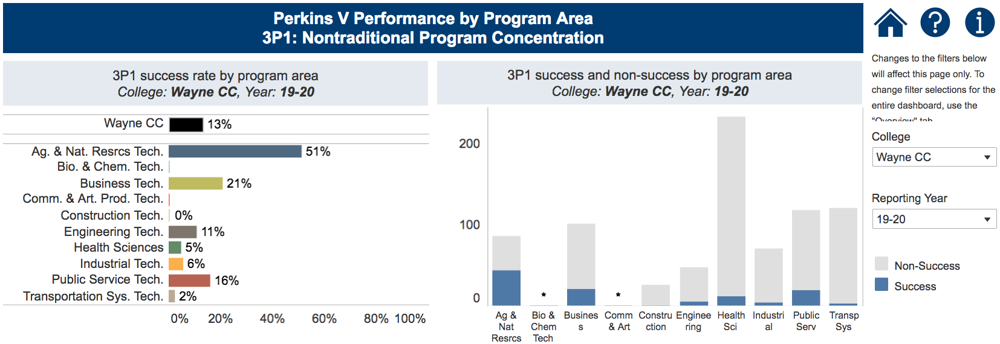 Perkins V Performance by Program Area
3P1: Nontraditional Program Concentration
3P1 success rate by program area
College: Wayne CC, Year: 19-20
Wayne CC 13%
Ag. & Nat. Resrcs Tech. 51%
Bio. & Chem. Tech.
Business Tech. 21%
Comm. & Art. Prod. Tech.
Construction Tech. 0%
Engineering Tech. 11%
Health Sciences 5%
Industrial Tech. 6%
Public Service Tech. 16%
Transportation Sys. Tech. 2%
0% 20% 40% 60% 80% 100%
3P1 success and non-success by program area
College: Wayne CC, Year: 19-20
200
100
0
* *
Ag &
Nat
Resrcs
Bio &
Chem
Tech
Busines
s
Comm
& Art
Constru
ction
Enginee
ring
Health
Sci
Industri
al
Public
Serv
Transp
Sys
?
i
Changes to the filters below
will affect this page only. To
change filter selections for the
entire dashboard, use the
"Overview" tab
College
Wayne CC
Reporting Year
19-20
Non-Success
Success